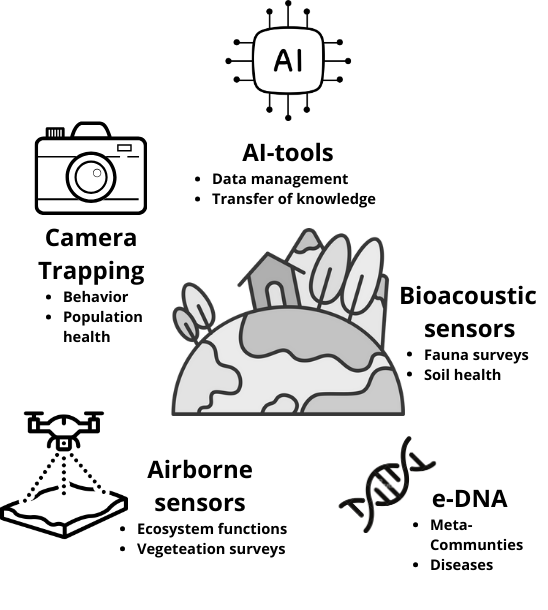 AI
AI-tools
• Data management
• Transfer of knowledge
Camera
Trapping
• Behavior
• Population
health
Bioacoustic
sensors
• Fauna surveys
• Soil health
Airborne
sensors
• Ecosystem functions
• Vegeteation surveys
e-DNA
• Meta-
Communties
• Diseases